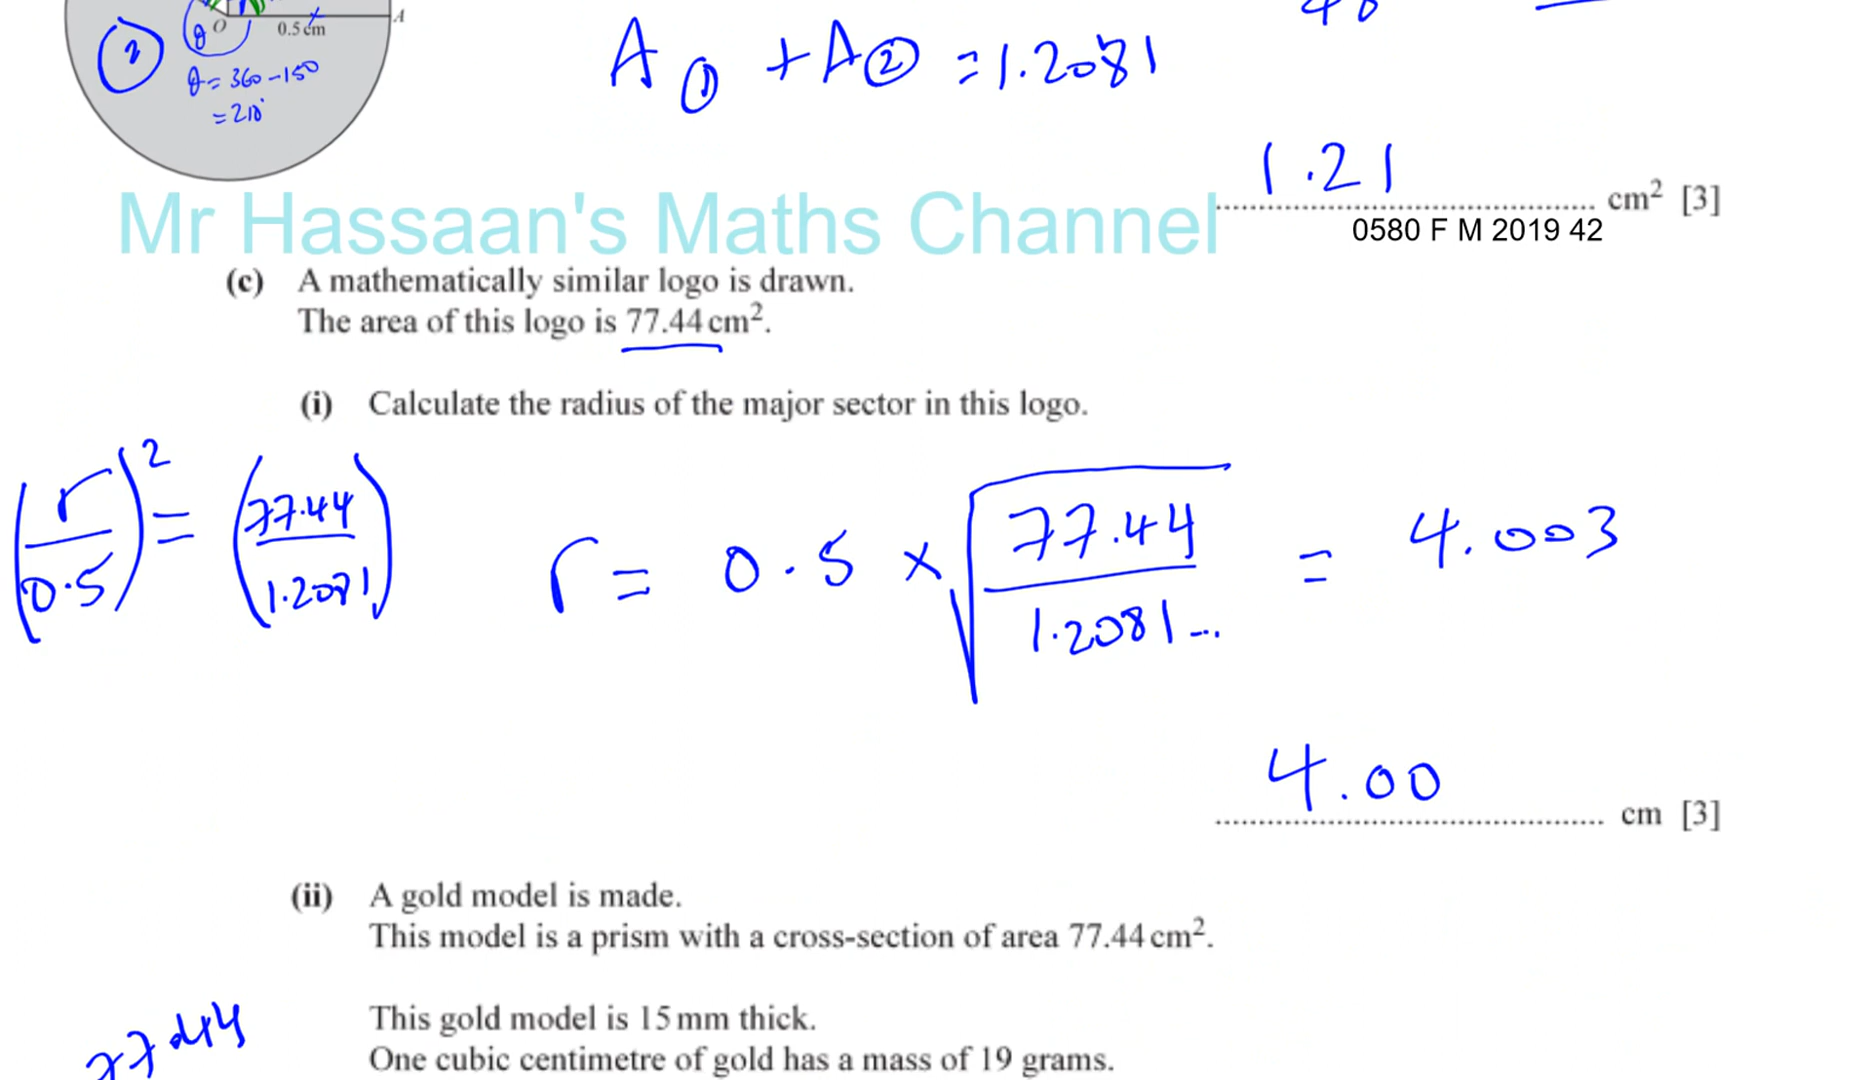 O 0.5 cm A
2
θ
θ = 360 - 150
= 210°
A① + A② = 1.2081
1.21
cm² [3]
Mr Hassaan's Maths Channel
0580 F M 2019 42
(c) A mathematically similar logo is drawn.
The area of this logo is 77.44 cm².
(i) Calculate the radius of the major sector in this logo.
(r/0.5)² = (77.44/1.2081)
r = 0.5 × √(77.44/1.2081...) = 4.003
4.00
cm [3]
(ii) A gold model is made.
This model is a prism with a cross-section of area 77.44 cm².
This gold model is 15 mm thick.
77.44
One cubic centimetre of gold has a mass of 19 grams.